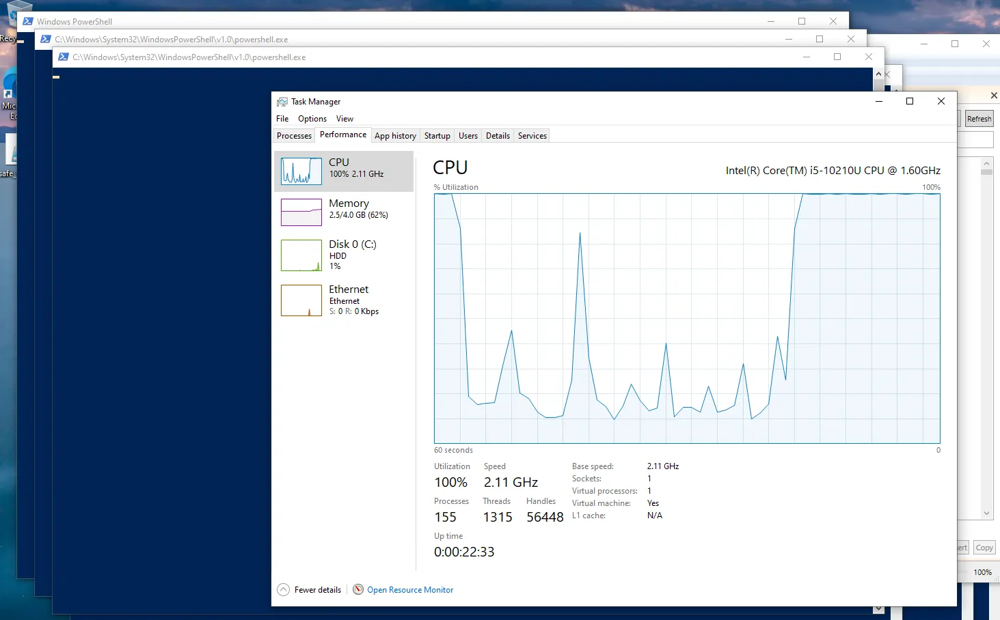 Windows PowerShell
C:\Windows\System32\WindowsPowerShell\v1.0\powershell.exe
C:\Windows\System32\WindowsPowerShell\v1.0\powershell.exe
Recy
Mic
safe_
Task Manager
File Options View
Processes Performance App history Startup Users Details Services
CPU
100% 2.11 GHz
Memory
2.5/4.0 GB (62%)
Disk 0 (C:)
HDD
1%
Ethernet
Ethernet
S: 0 R: 0 Kbps
CPU
Intel(R) Core(TM) i5-10210U CPU @ 1.60GHz
% Utilization 100%
60 seconds 0
Utilization Speed
100% 2.11 GHz
Processes Threads Handles
155 1315 56448
Up time
0:00:22:33
Base speed: 2.11 GHz
Sockets: 1
Virtual processors: 1
Virtual machine: Yes
L1 cache: N/A
Fewer details Open Resource Monitor
Refresh
ert Copy
100%